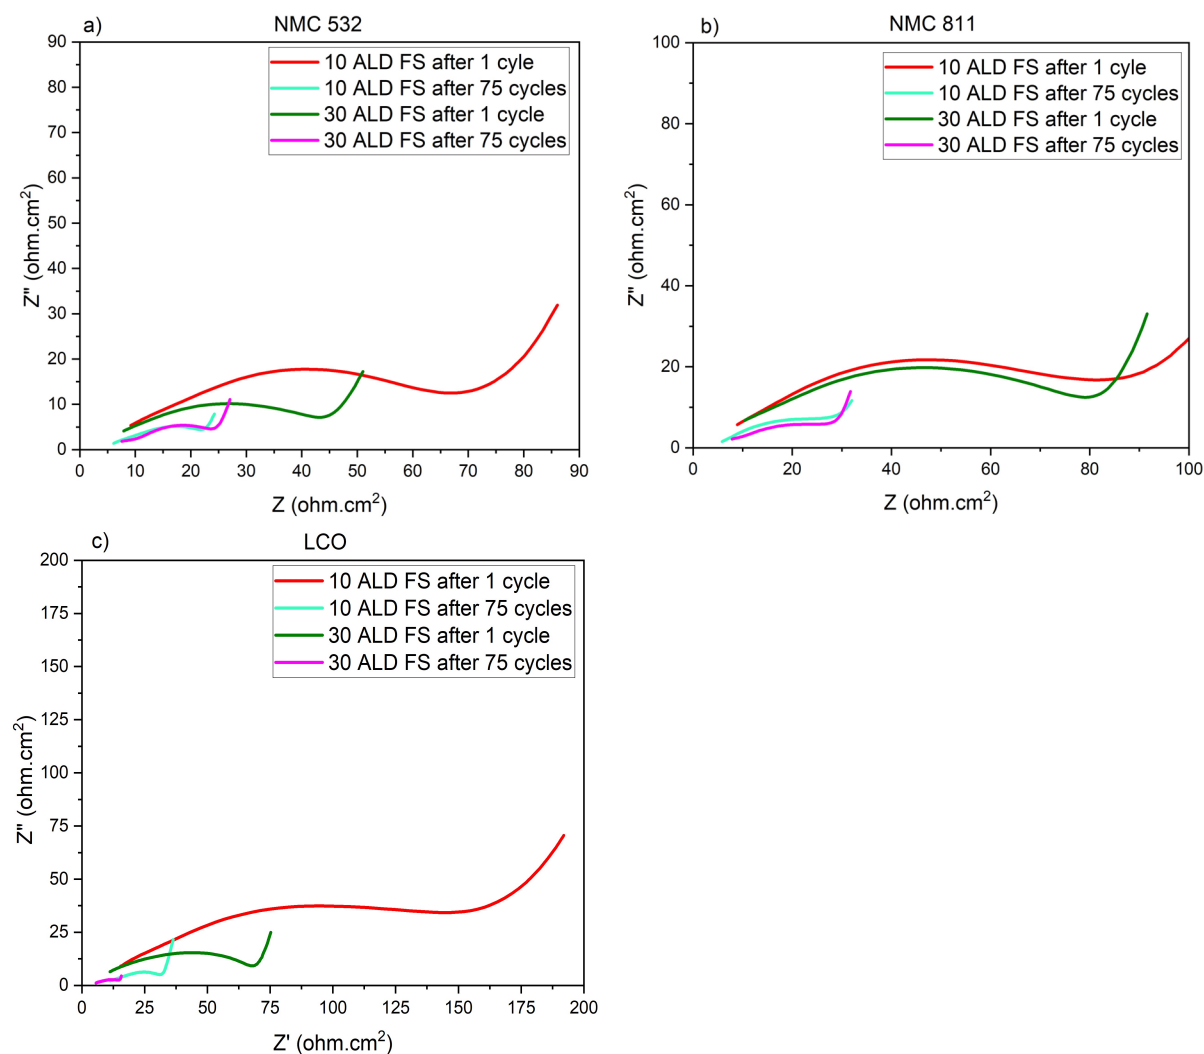 a)
NMC 532
90
80
70
60
50
40
30
20
10
0
Z" (ohm.cm²)
10 ALD FS after 1 cyle
10 ALD FS after 75 cycles
30 ALD FS after 1 cycle
30 ALD FS after 75 cycles
0 10 20 30 40 50 60 70 80 90
Z (ohm.cm²)
b)
NMC 811
100
80
60
40
20
0
Z" (ohm.cm²)
10 ALD FS after 1 cyle
10 ALD FS after 75 cycles
30 ALD FS after 1 cycle
30 ALD FS after 75 cycles
0 20 40 60 80 100
Z (ohm.cm²)
c)
LCO
200
175
150
125
100
75
50
25
0
Z" (ohm.cm²)
10 ALD FS after 1 cycle
10 ALD FS after 75 cycles
30 ALD FS after 1 cycle
30 ALD FS after 75 cycles
0 25 50 75 100 125 150 175 200
Z' (ohm.cm²)